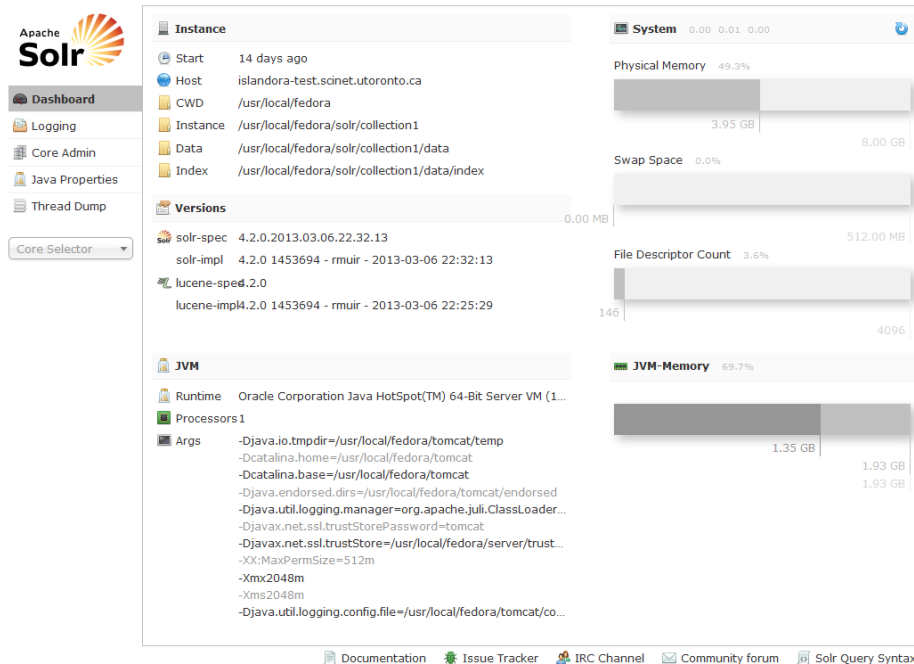 Apache
Solr
Dashboard
Logging
Core Admin
Java Properties
Thread Dump
Core Selector
Instance
Start 14 days ago
Host islandora-test.scinet.utoronto.ca
CWD /usr/local/fedora
Instance /usr/local/fedora/solr/collection1
Data /usr/local/fedora/solr/collection1/data
Index /usr/local/fedora/solr/collection1/data/index
Versions
solr-spec 4.2.0.2013.03.06.22.32.13
solr-impl 4.2.0 1453694 - rmuir - 2013-03-06 22:32:13
lucene-spec 4.2.0
lucene-impl 4.2.0 1453694 - rmuir - 2013-03-06 22:25:29
JVM
Runtime Oracle Corporation Java HotSpot(TM) 64-Bit Server VM (1...
Processors 1
Args -Djava.io.tmpdir=/usr/local/fedora/tomcat/temp
-Dcatalina.home=/usr/local/fedora/tomcat
-Dcatalina.base=/usr/local/fedora/tomcat
-Djava.endorsed.dirs=/usr/local/fedora/tomcat/endorsed
-Djava.util.logging.manager=org.apache.juli.ClassLoader...
-Djavax.net.ssl.trustStorePassword=tomcat
-Djavax.net.ssl.trustStore=/usr/local/fedora/server/trust...
-XX:MaxPermSize=512m
-Xmx2048m
-Xms2048m
-Djava.util.logging.config.file=/usr/local/fedora/tomcat/co...
System 0.00 0.01 0.00
Physical Memory 49.3%
3.95 GB
8.00 GB
Swap Space 0.0%
0.00 MB
512.00 MB
File Descriptor Count 3.6%
146
4096
JVM-Memory 69.7%
1.35 GB
1.93 GB
1.93 GB
Documentation Issue Tracker IRC Channel Community forum Solr Query Syntax